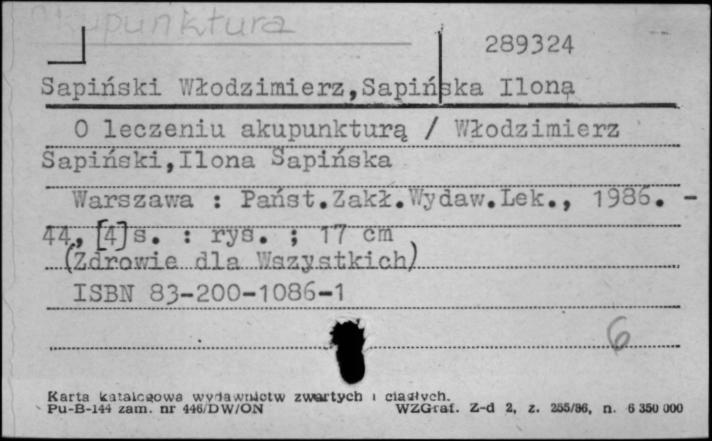 Akupunktura
289324
Sapiński Włodzimierz,Sapińska Iloną
O leczeniu akupunkturą / Włodzimierz
Sapiński,Ilona Sapińska
Warszawa : Państ.Zakł.Wydaw.Lek., 1986. -
44, [4]s. : rys. ; 17 cm
(Zdrowie dla Wszystkich)
ISBN 83-200-1086-1
6
Karta katalogowa wydawnictw zwartych i ciągłych.
Pu-B-144 zam. nr 446/DW/ON WZGraf. Z-d 2, z. 255/86, n. 6 350 000